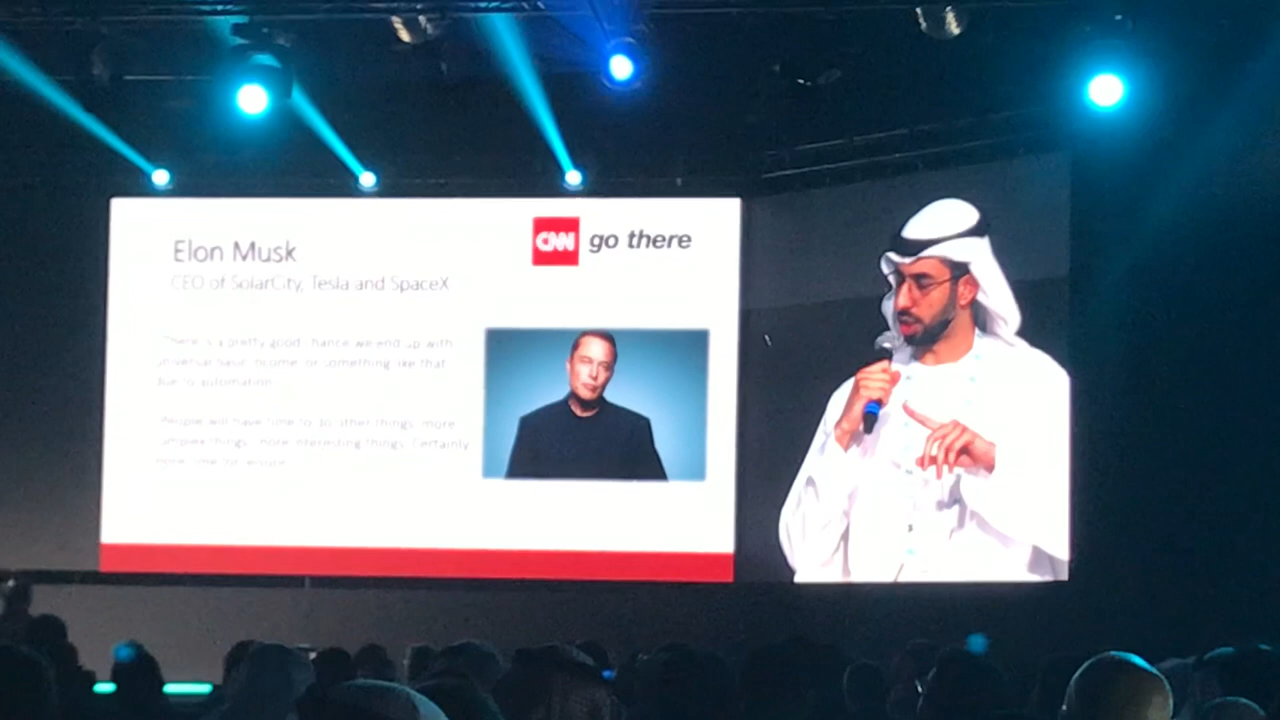 Elon Musk
CNN go there
CEO of SolarCity, Tesla and SpaceX
There is a pretty good chance we end up with
universal basic income or something like that
due to automation
People will have time to do other things more
complex things more interesting things Certainly
more time